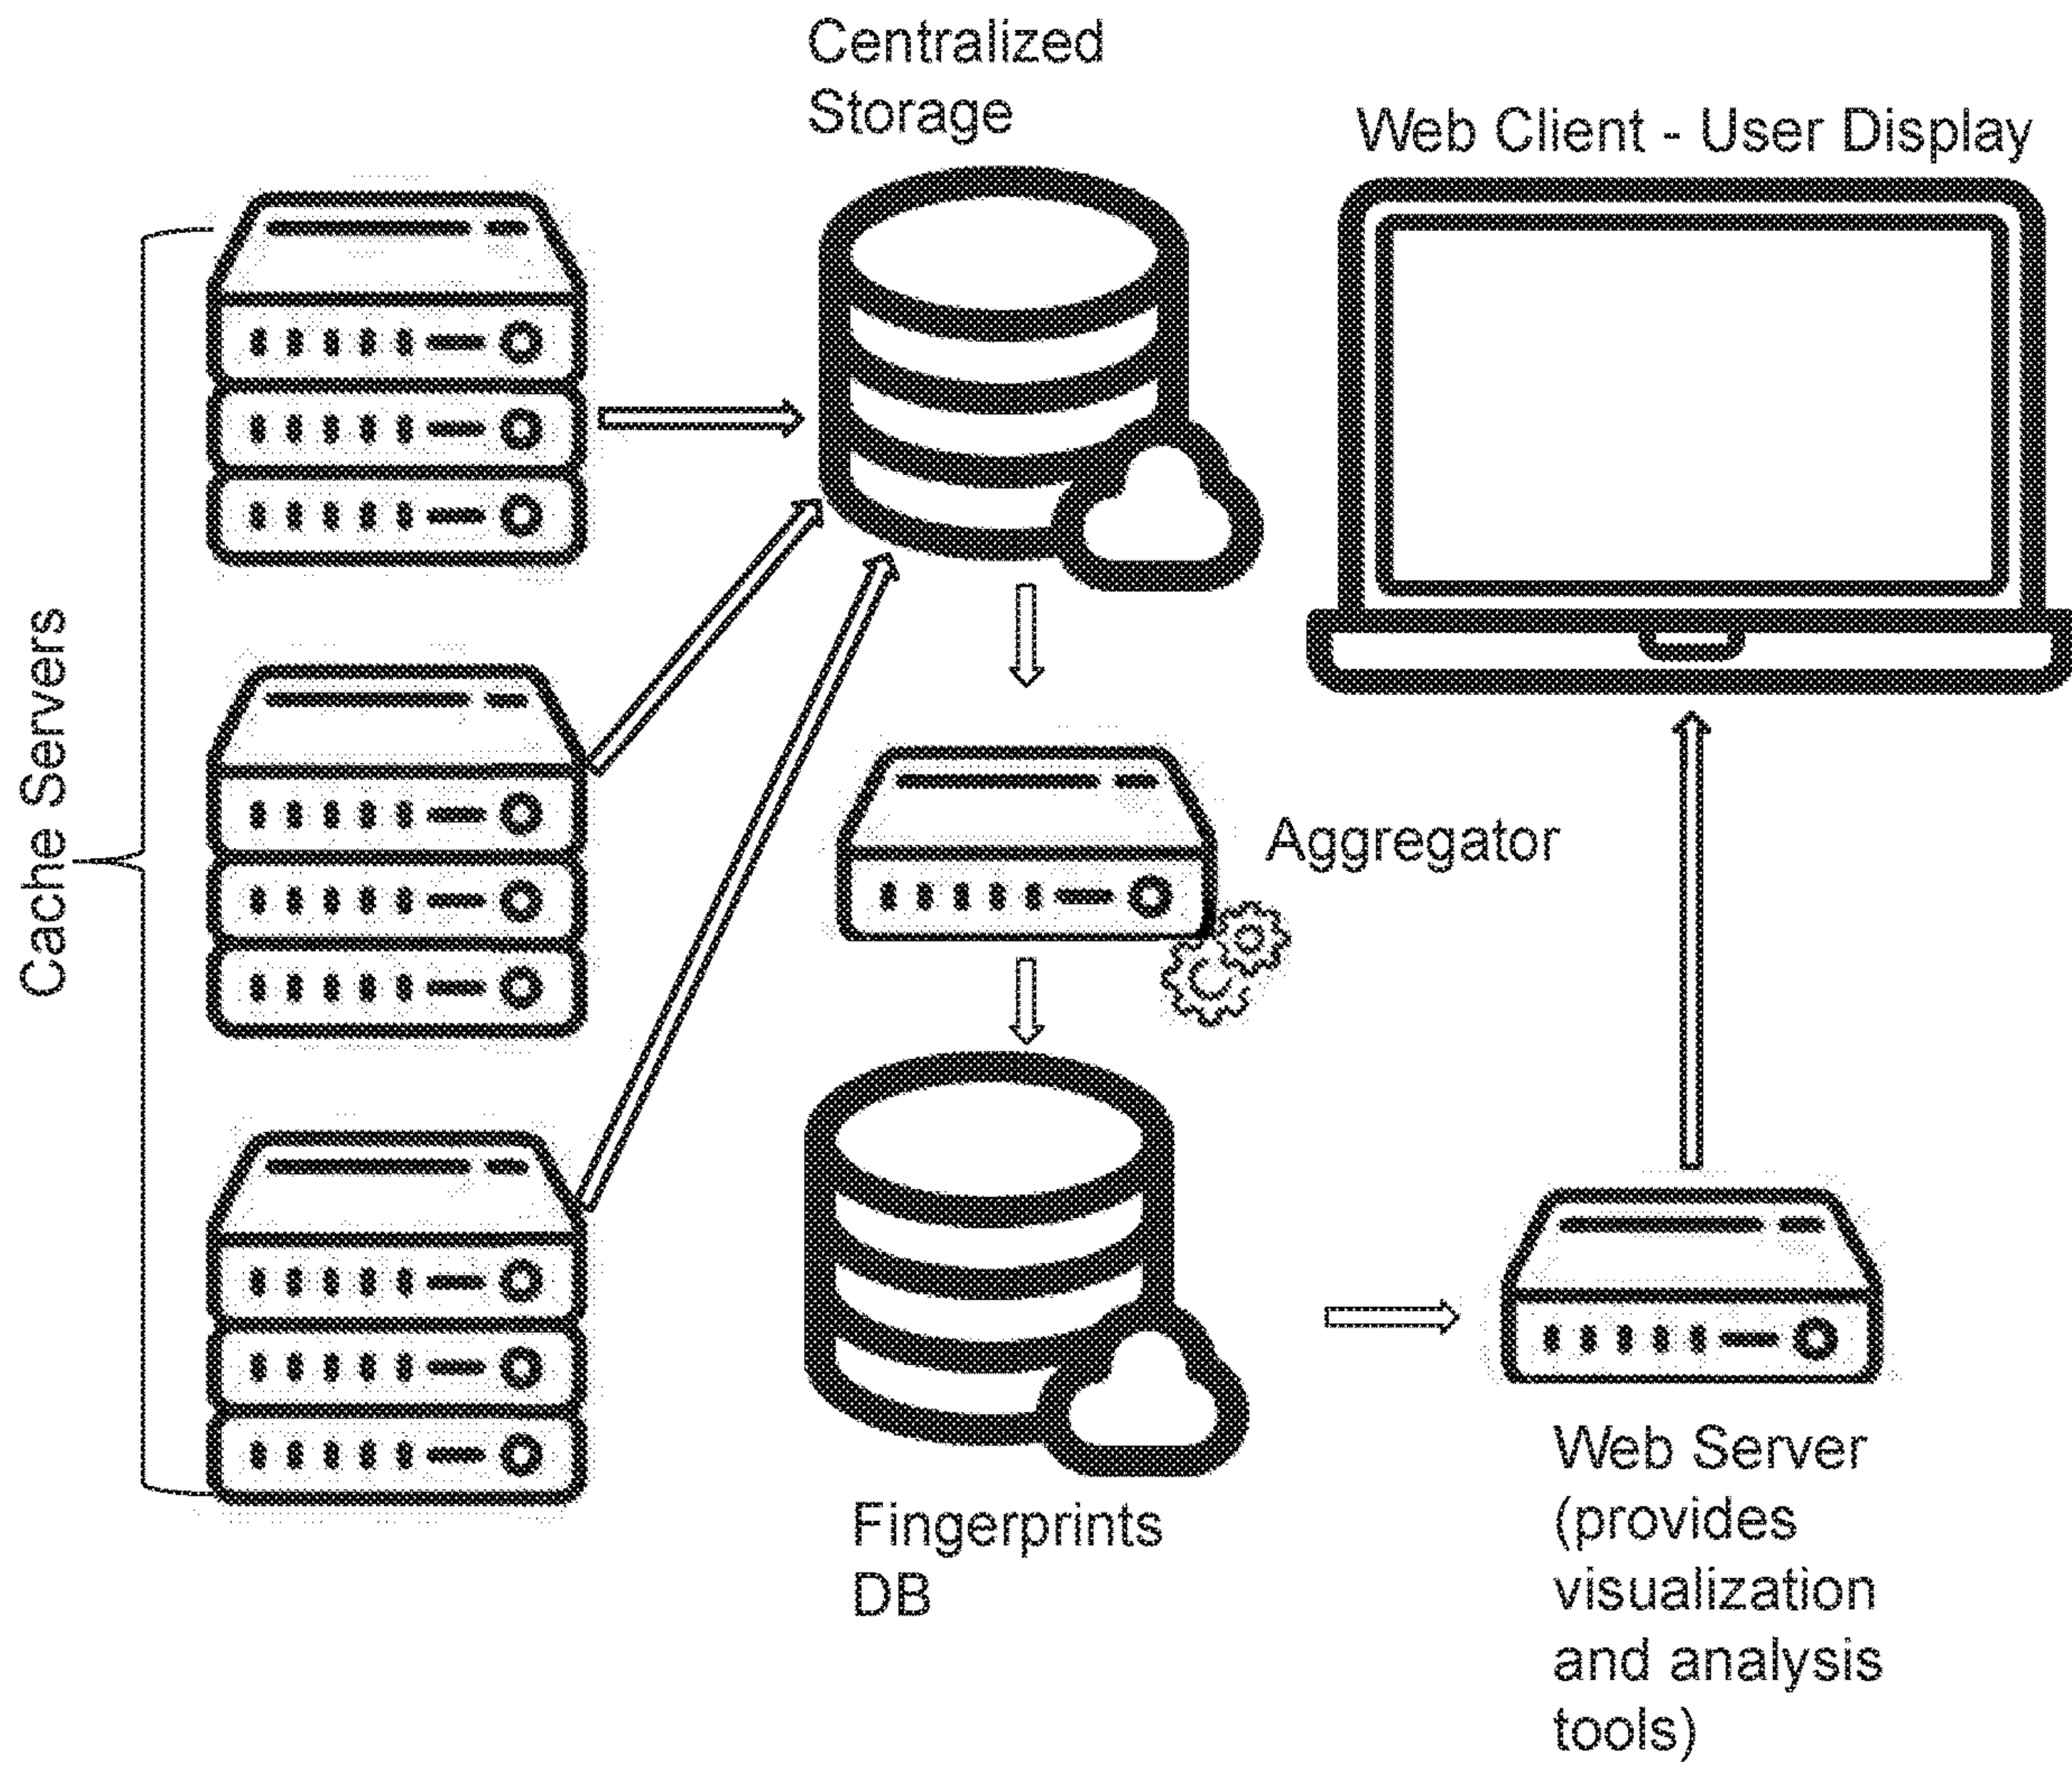 Centralized
Storage
Web Client - User Display
Cache Servers
Aggregator
Fingerprints
DB
Web Server
(provides
visualization
and analysis
tools)